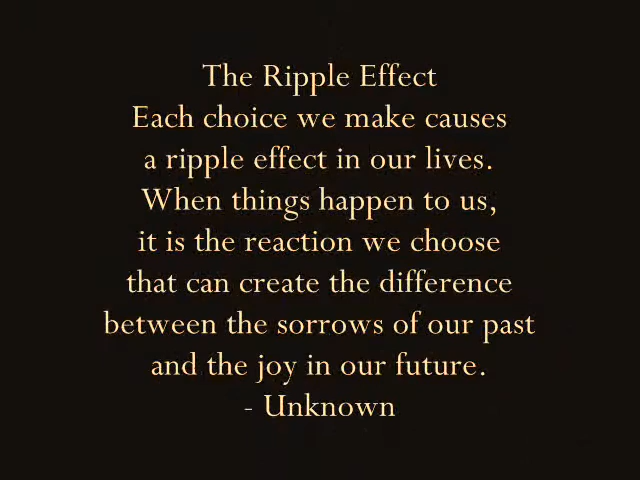 The Ripple Effect
Each choice we make causes
a ripple effect in our lives.
When things happen to us,
it is the reaction we choose
that can create the difference
between the sorrows of our past
and the joy in our future.
- Unknown